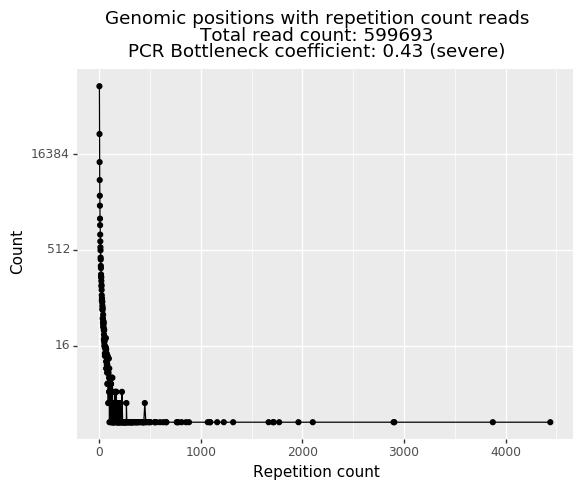 Genomic positions with repetition count reads
Total read count: 599693
PCR Bottleneck coefficient: 0.43 (severe)
16384
512
16
Count
0 1000 2000 3000 4000
Repetition count